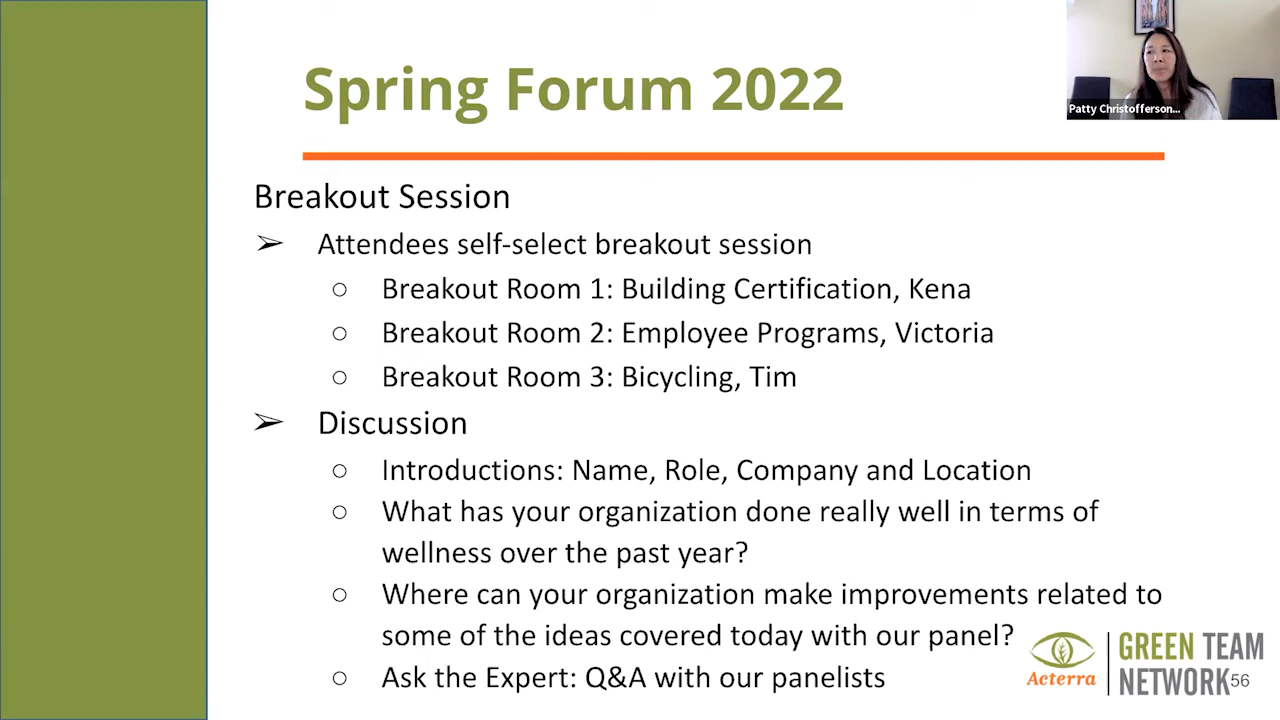 Spring Forum 2022
Patty Christofferson...
Breakout Session
➢ Attendees self-select breakout session
○ Breakout Room 1: Building Certification, Kena
○ Breakout Room 2: Employee Programs, Victoria
○ Breakout Room 3: Bicycling, Tim
➢ Discussion
○ Introductions: Name, Role, Company and Location
○ What has your organization done really well in terms of
wellness over the past year?
○ Where can your organization make improvements related to
some of the ideas covered today with our panel?
○ Ask the Expert: Q&A with our panelists
Acterra
GREEN TEAM
NETWORK
56